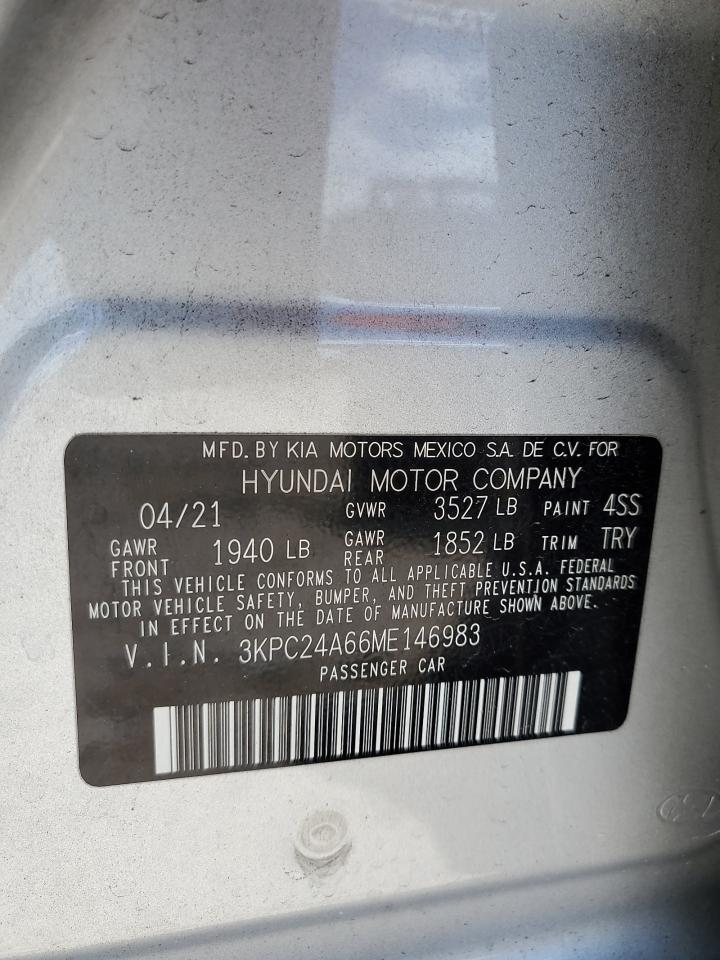 MFD. BY KIA MOTORS MEXICO S.A. DE C.V. FOR
HYUNDAI MOTOR COMPANY
04/21 GVWR 3527 LB PAINT 4SS
GAWR FRONT 1940 LB GAWR REAR 1852 LB TRIM TRY
THIS VEHICLE CONFORMS TO ALL APPLICABLE U.S.A. FEDERAL
MOTOR VEHICLE SAFETY, BUMPER, AND THEFT PREVENTION STANDARDS
IN EFFECT ON THE DATE OF MANUFACTURE SHOWN ABOVE.
V.I.N. 3KPC24A66ME146983
PASSENGER CAR